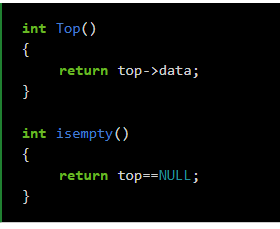 int Top()
{
return top->data;
}
int isempty()
{
return top==NULL;
}